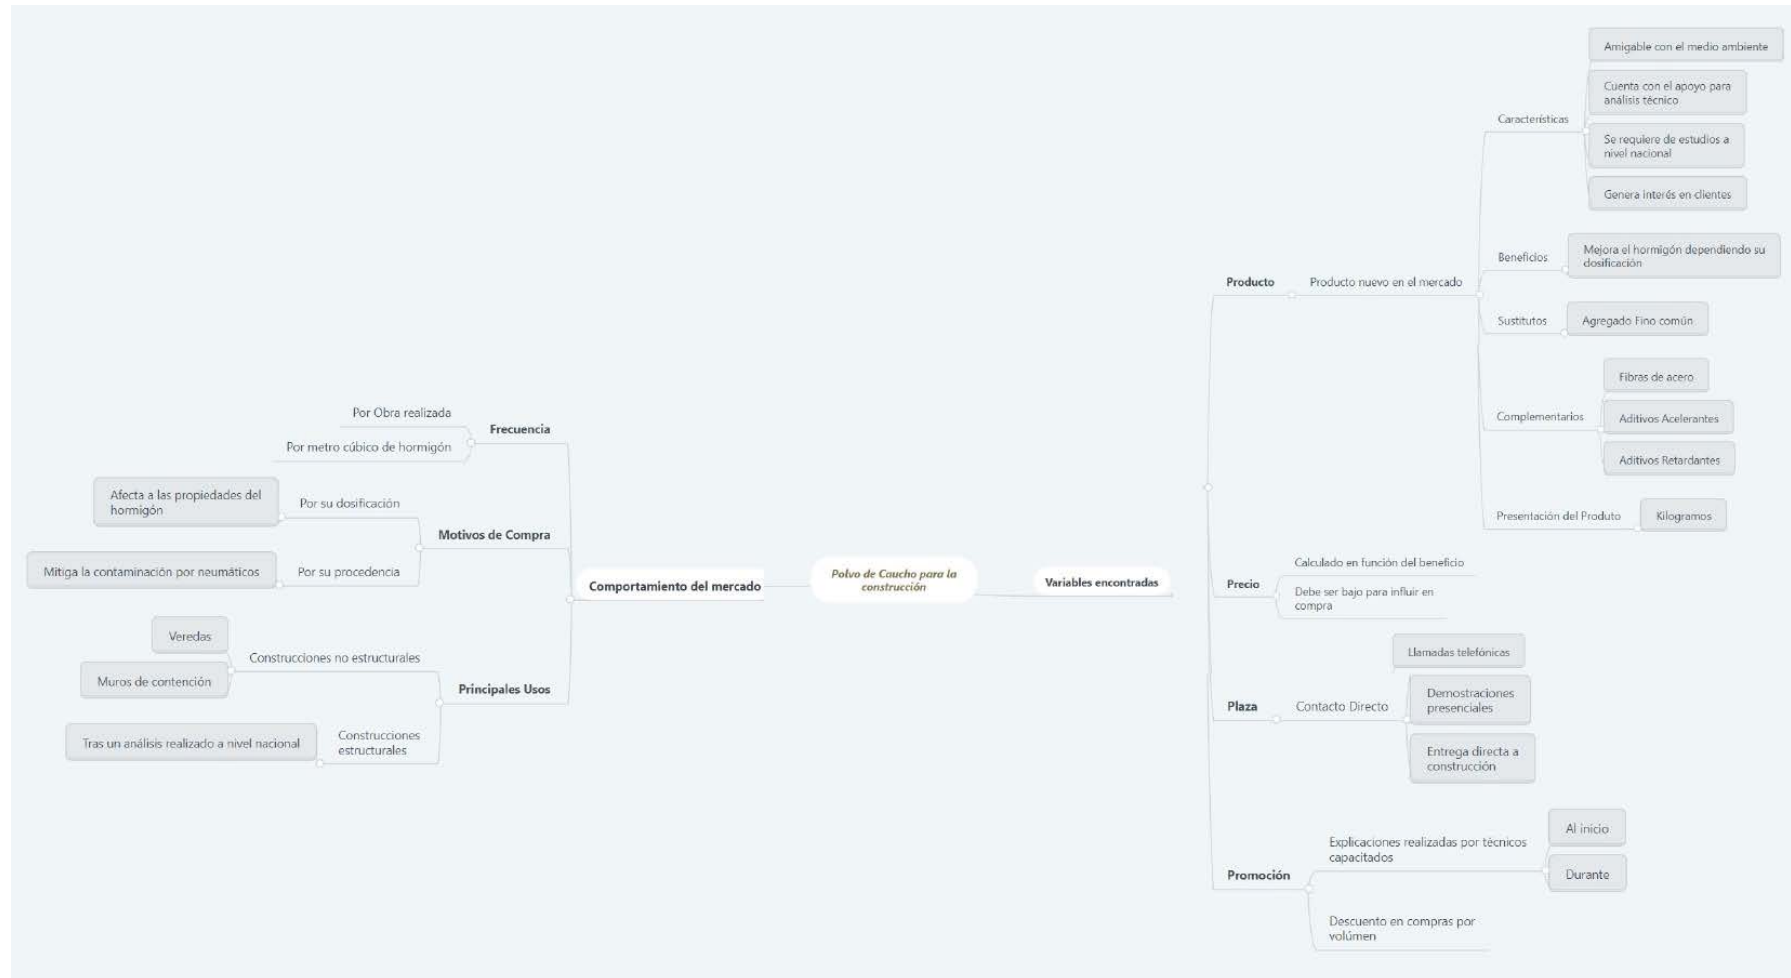 Polvo de Caucho para la
construcción
Comportamiento del mercado
Frecuencia
Por Obra realizada
Por metro cúbico de hormigón
Motivos de Compra
Por su dosificación
Afecta a las propiedades del
hormigón
Por su procedencia
Mitiga la contaminación por neumáticos
Principales Usos
Construcciones no estructurales
Veredas
Muros de contención
Construcciones
estructurales
Tras un análisis realizado a nivel nacional
Variables encontradas
Producto
Producto nuevo en el mercado
Características
Amigable con el medio ambiente
Cuenta con el apoyo para
análisis técnico
Se requiere de estudios a
nivel nacional
Genera interés en clientes
Beneficios
Mejora el hormigón dependiendo su
dosificación
Sustitutos
Agregado Fino común
Complementarios
Fibras de acero
Aditivos Acelerantes
Aditivos Retardantes
Presentación del Produto
Kilogramos
Precio
Calculado en función del beneficio
Debe ser bajo para influir en
compra
Plaza
Contacto Directo
Llamadas telefónicas
Demostraciones
presenciales
Entrega directa a
construcción
Promoción
Explicaciones realizadas por técnicos
capacitados
Al inicio
Durante
Descuento en compras por
volúmen